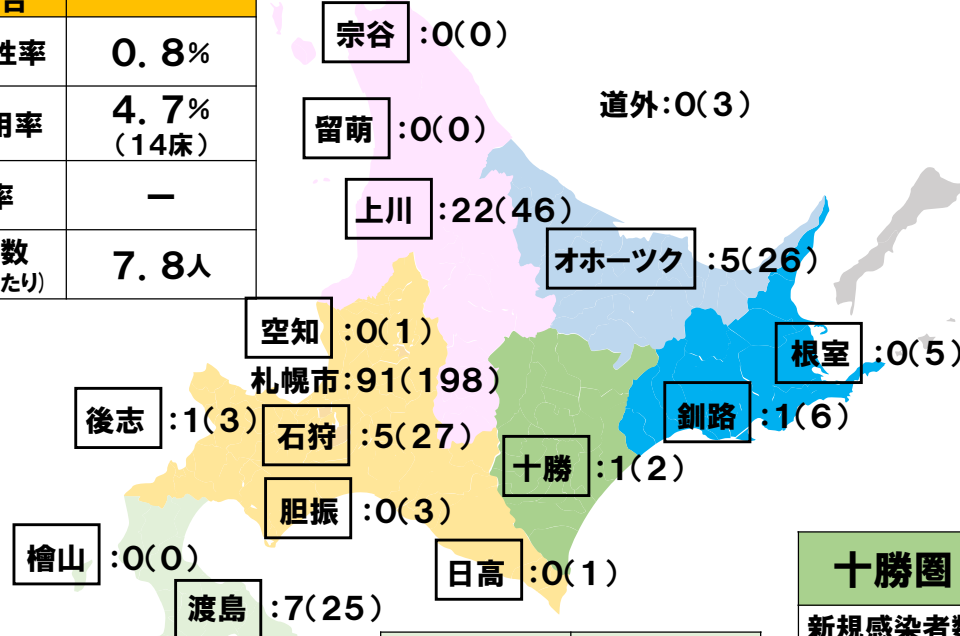 合
性率 0.8%
用率 4.7%
(14床)
率 ー
数
たり) 7.8人
宗谷:0(0)
道外:0(3)
留萌:0(0)
上川:22(46)
オホーツク:5(26)
空知:0(1)
根室:0(5)
札幌市:91(198)
後志:1(3)
釧路:1(6)
石狩:5(27)
十勝:1(2)
胆振:0(3)
檜山:0(0)
日高:0(1)
渡島:7(25)
十勝圏
新規感染者数